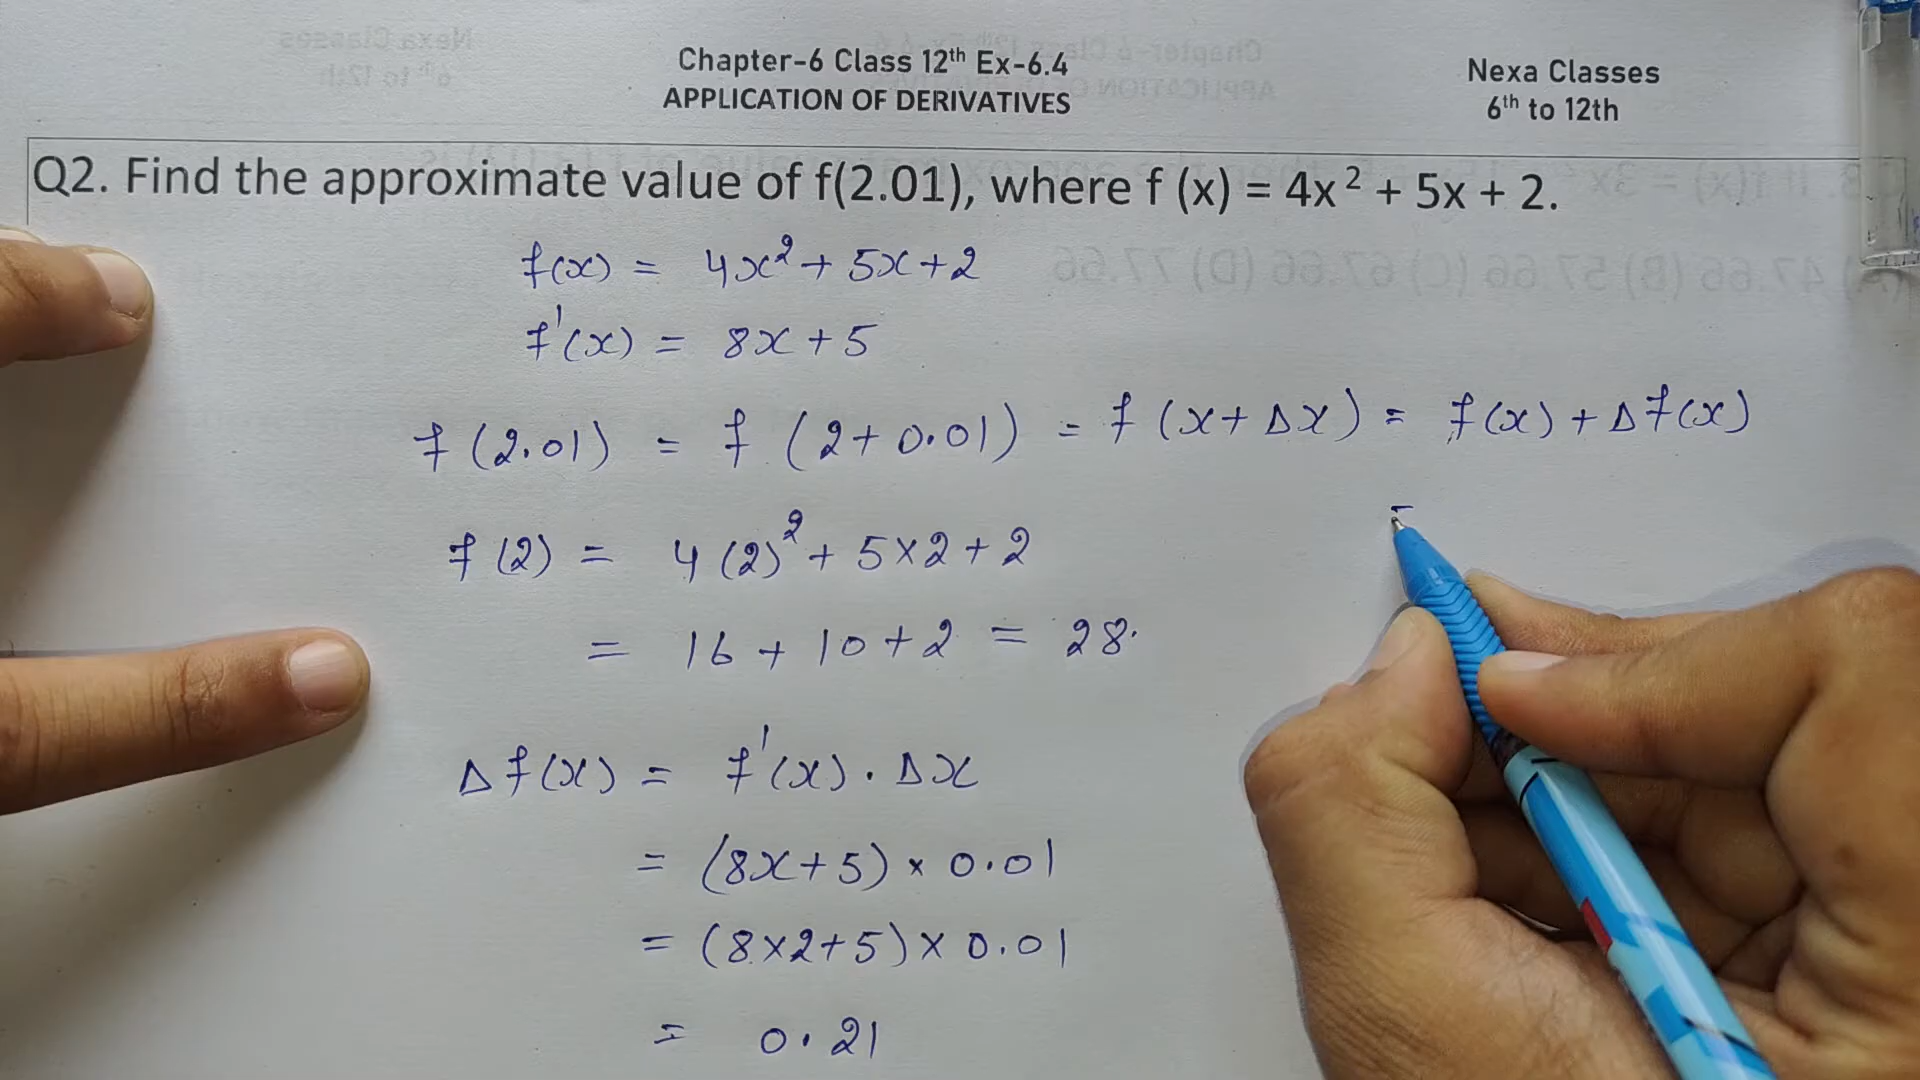 Chapter-6 Class 12th Ex-6.4
APPLICATION OF DERIVATIVES
Nexa Classes
6th to 12th
Q2. Find the approximate value of f(2.01), where f (x) = 4x² + 5x + 2.
f(x) = 4x² + 5x + 2
f'(x) = 8x + 5
f (2.01) = f (2 + 0.01) = f (x + Δx) = f(x) + Δf(x)
f (2) = 4 (2)² + 5×2 + 2
= 16 + 10 + 2 = 28.
Δf(x) = f'(x) . Δx
= (8x + 5) × 0.01
= (8×2+5) × 0.01
= 0.21